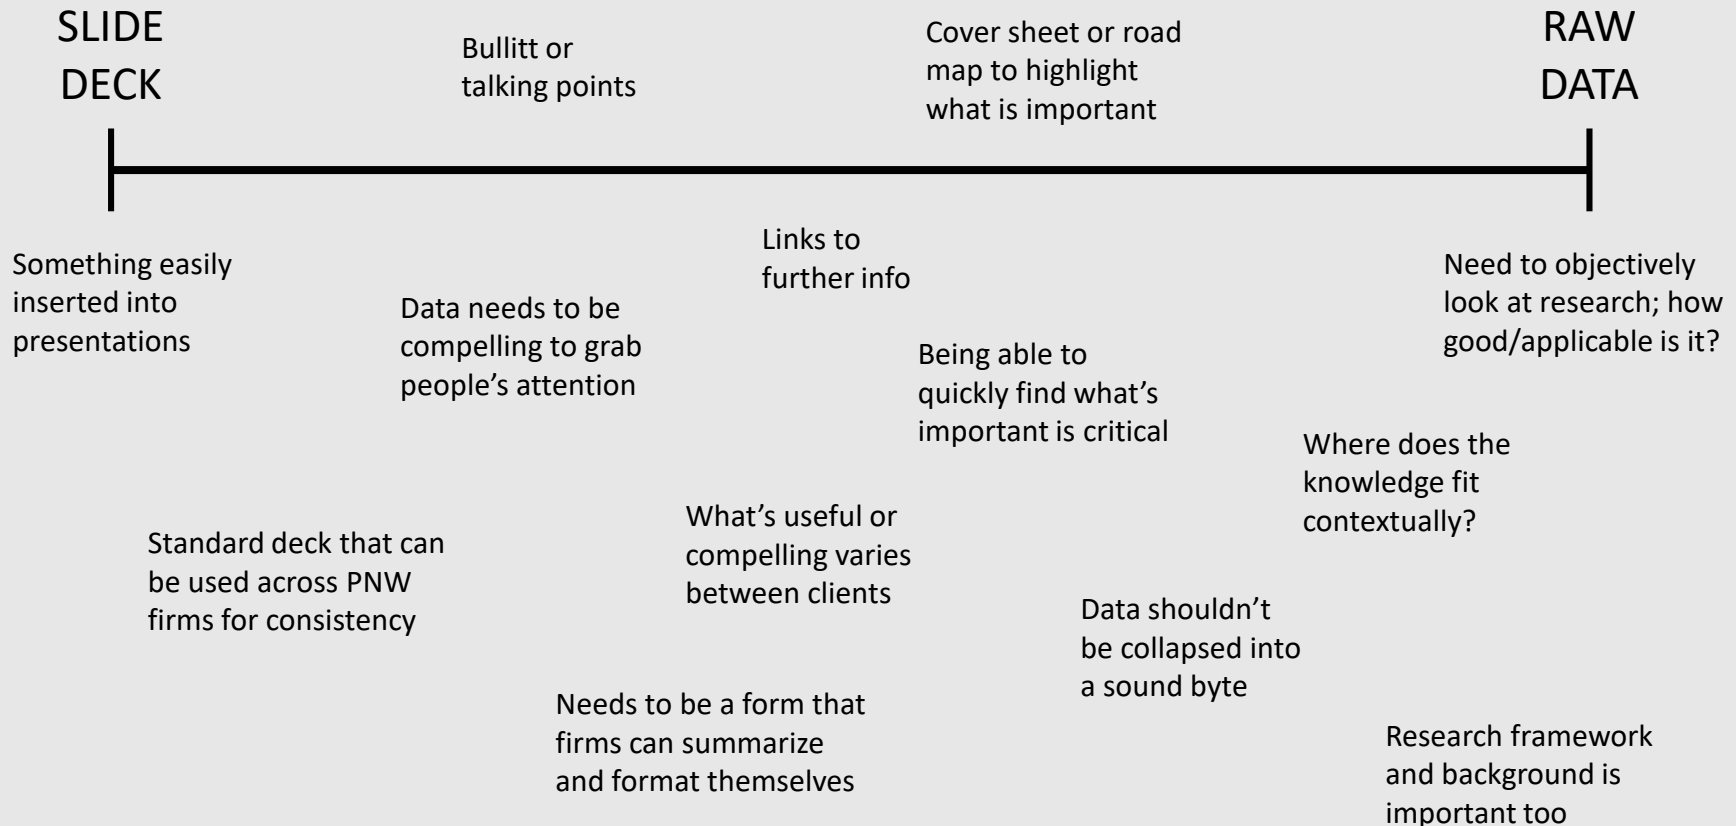 SLIDE
DECK
Bullitt or
talking points
Cover sheet or road
map to highlight
what is important
RAW
DATA
Something easily
inserted into
presentations
Data needs to be
compelling to grab
people’s attention
Links to
further info
Being able to
quickly find what’s
important is critical
Need to objectively
look at research; how
good/applicable is it?
Where does the
knowledge fit
contextually?
Standard deck that can
be used across PNW
firms for consistency
What’s useful or
compelling varies
between clients
Data shouldn’t
be collapsed into
a sound byte
Needs to be a form that
firms can summarize
and format themselves
Research framework
and background is
important too